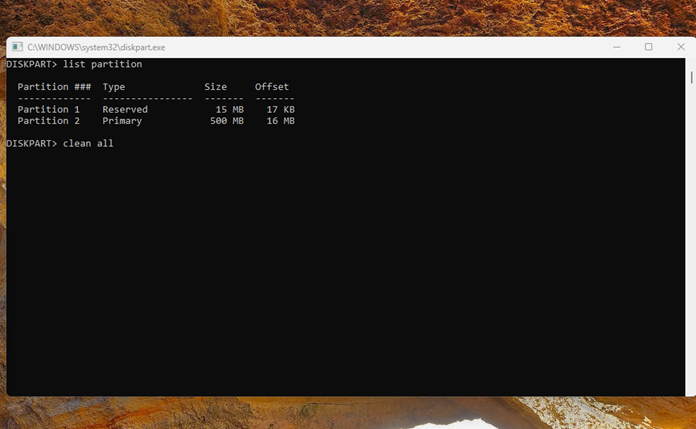 C:\WINDOWS\system32\diskpart.exe
DISKPART> list partition
Partition ### Type Size Offset
------------- ---------------- ------- -------
Partition 1 Reserved 15 MB 17 KB
Partition 2 Primary 500 MB 16 MB
DISKPART> clean all